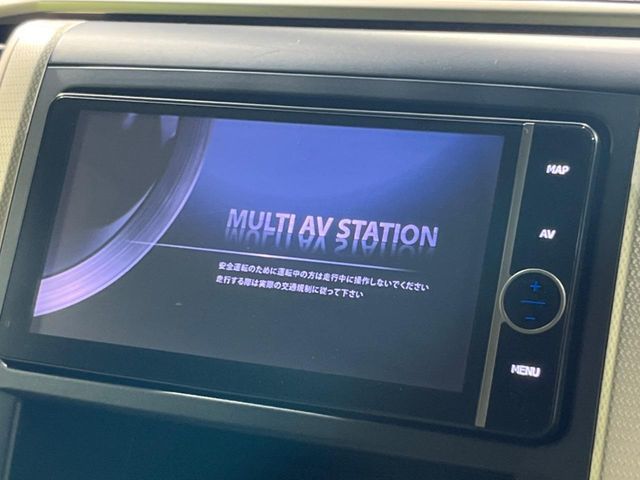 MULTI AV STATION
安全運転のために運転中の方は走行中に操作しないでください
走行する際は実際の交通規制に従って下さい
MAP
AV
+
-
MENU